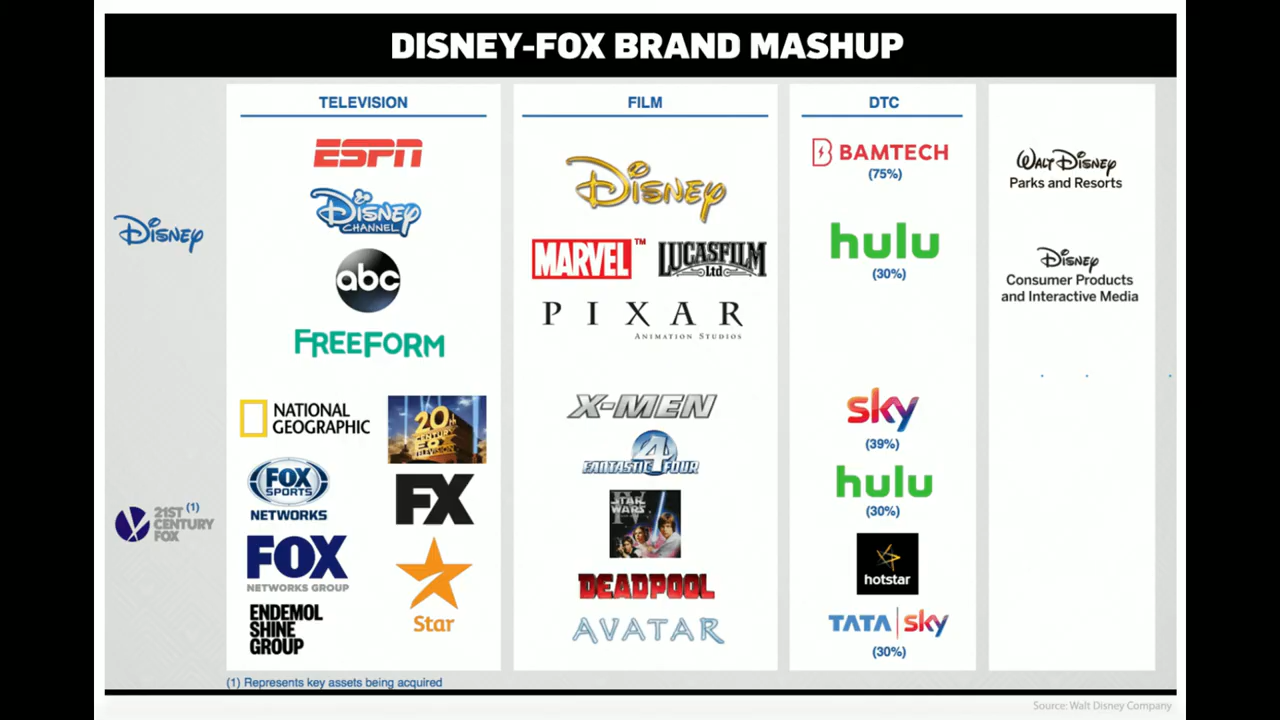 DISNEY-FOX BRAND MASHUP
TELEVISION
FILM
DTC
DISNEY
ESPN
DISNEY
CHANNEL
abc
FREEFORM
DISNEY
MARVEL™
LUCASFILM
Ltd
PIXAR
ANIMATION STUDIOS
BAMTECH
(75%)
hulu
(30%)
WALT DISNEY
Parks and Resorts
DISNEY
Consumer Products
and Interactive Media
21ST (1)
CENTURY
FOX
NATIONAL
GEOGRAPHIC
20TH
CENTURY
FOX
TELEVISION
FOX
SPORTS
NETWORKS
FX
FOX
NETWORKS GROUP
Star
ENDEMOL
SHINE
GROUP
X-MEN
4
FANTASTIC FOUR
IV
STAR
WARS
DEADPOOL
AVATAR
sky
(39%)
hulu
(30%)
hotstar
TATA | sky
(30%)
(1) Represents key assets being acquired
Source: Walt Disney Company